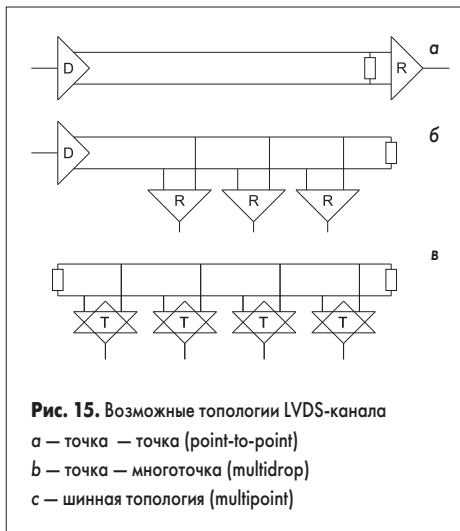 D R а
D б
R R R
в
T T T T
Рис. 15. Возможные топологии LVDS-канала
a — точка — точка (point-to-point)
b — точка — многоточка (multidrop)
c — шинная топология (multipoint)